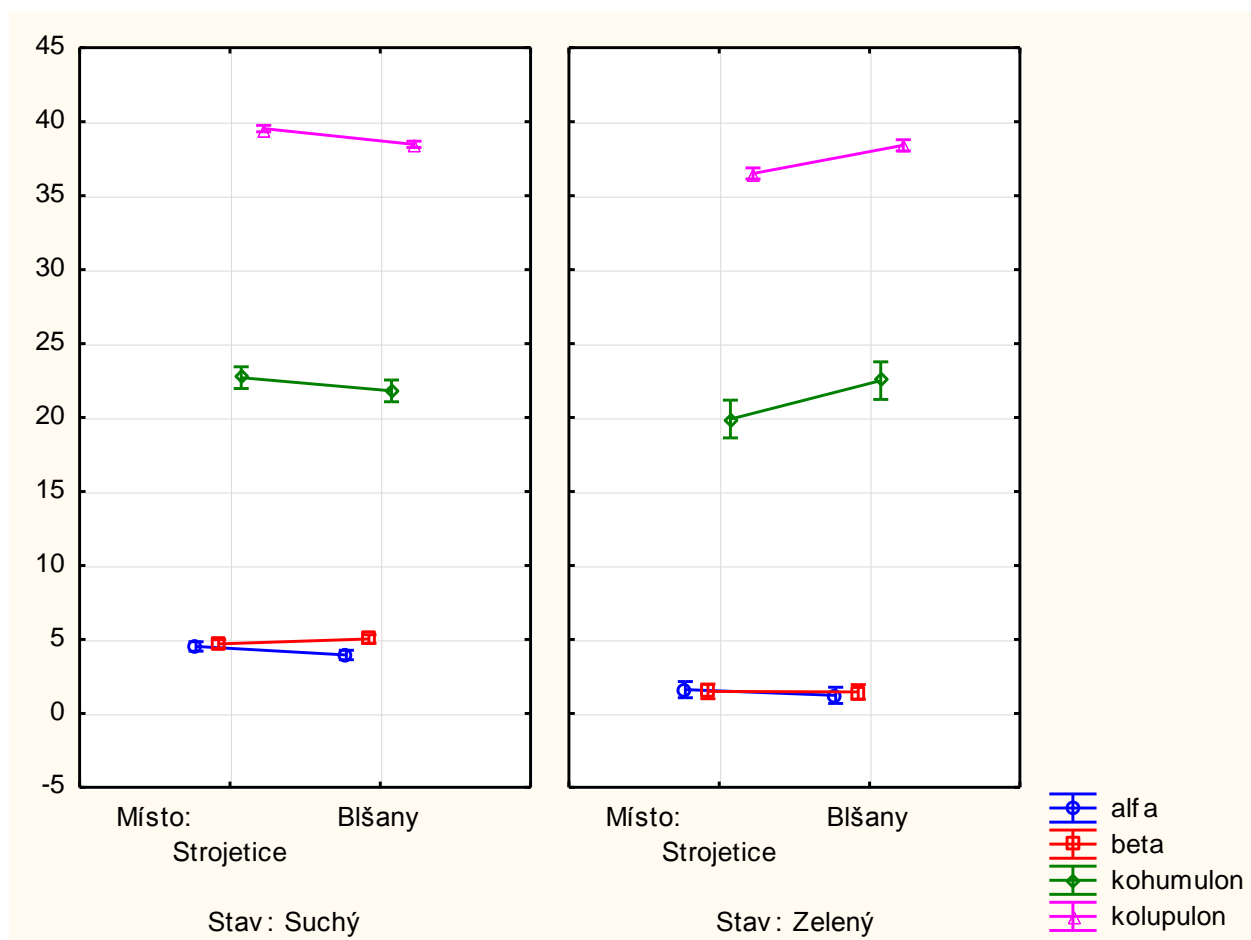 45
40
35
30
25
20
15
10
5
0
-5
Místo: Blšany
Strojetice
Stav: Suchý
Místo: Blšany
Strojetice
Stav: Zelený
alfa
beta
kohumulon
kolupulon